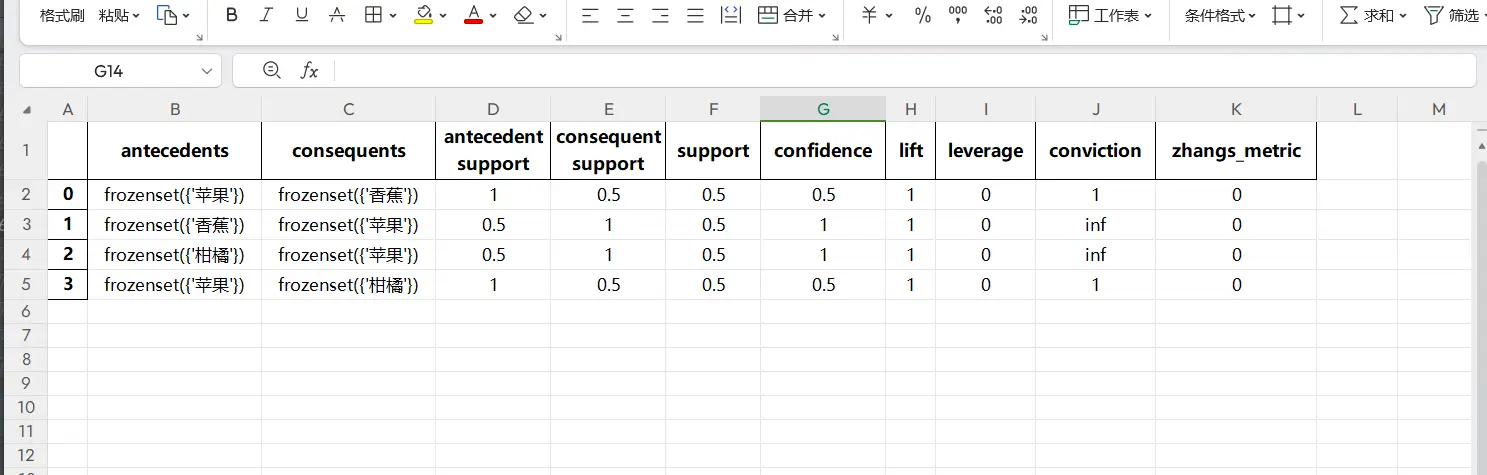 格式刷 粘贴 B I U A A 合并 % 000 工作表 条件格式 求和 筛选
G14 fx
A B C D E F G H I J K L M
1 antecedents consequents antecedent support consequent support support confidence lift leverage conviction zhangs_metric
2 0 frozenset({'苹果'}) frozenset({'香蕉'}) 1 0.5 0.5 0.5 1 0 1 0
3 1 frozenset({'香蕉'}) frozenset({'苹果'}) 0.5 1 0.5 1 1 0 inf 0
4 2 frozenset({'柑橘'}) frozenset({'苹果'}) 0.5 1 0.5 1 1 0 inf 0
5 3 frozenset({'苹果'}) frozenset({'柑橘'}) 1 0.5 0.5 0.5 1 0 1 0
6
7
8
9
10
11
12